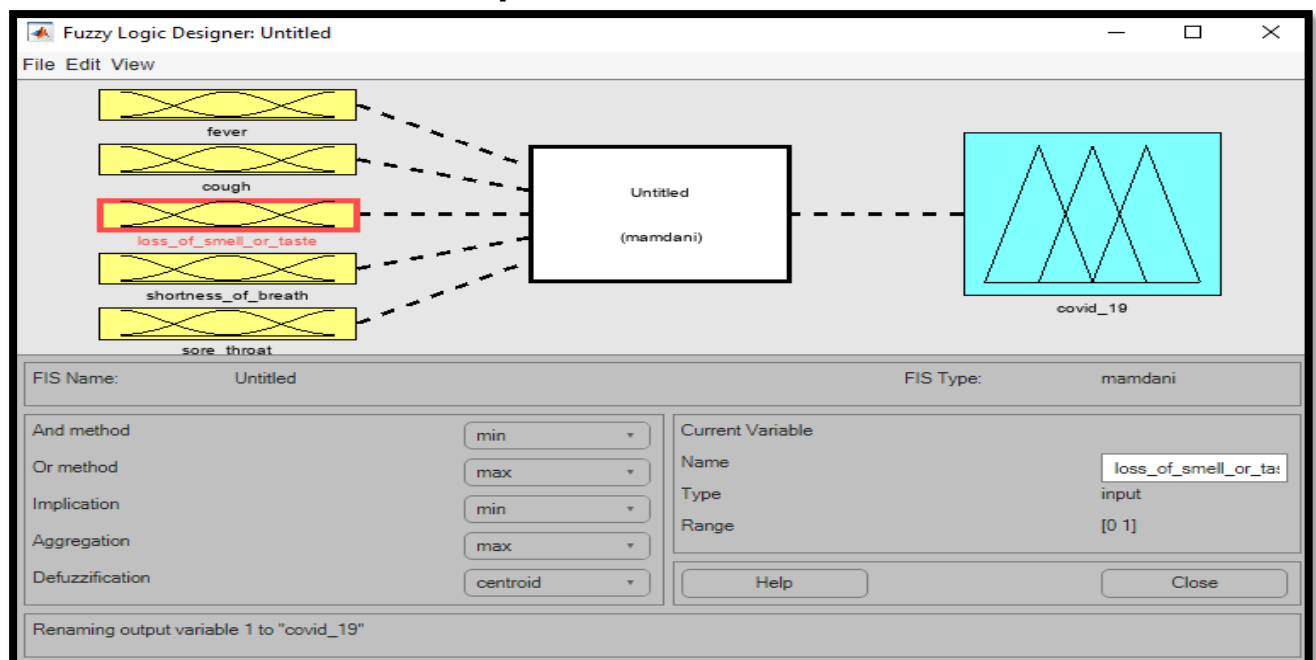 Fuzzy Logic Designer: Untitled
File Edit View
fever
cough
loss_of_smell_or_taste
shortness_of_breath
sore throat
Untitled
(mamdani)
covid_19
FIS Name: Untitled
FIS Type: mamdani
And method min
Or method max
Implication min
Aggregation max
Defuzzification centroid
Current Variable
Name loss_of_smell_or_tas
Type input
Range [0 1]
Help Close
Renaming output variable 1 to "covid_19"